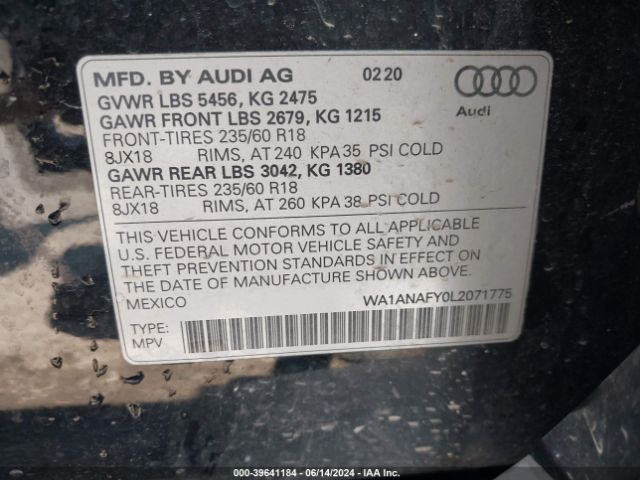 MFD. BY AUDI AG 0220
GVWR LBS 5456, KG 2475
GAWR FRONT LBS 2679, KG 1215
Audi
FRONT-TIRES 235/60 R18
8JX18 RIMS, AT 240 KPA 35 PSI COLD
GAWR REAR LBS 3042, KG 1380
REAR-TIRES 235/60 R18
8JX18 RIMS, AT 260 KPA 38 PSI COLD
THIS VEHICLE CONFORMS TO ALL APPLICABLE
U.S. FEDERAL MOTOR VEHICLE SAFETY AND
THEFT PREVENTION STANDARDS IN EFFECT ON
THE DATE OF MANUFACTURE SHOWN ABOVE.
MEXICO WA1ANAFY0L2071775
TYPE:
MPV
000-39641184 - 06/14/2024 - IAA Inc.